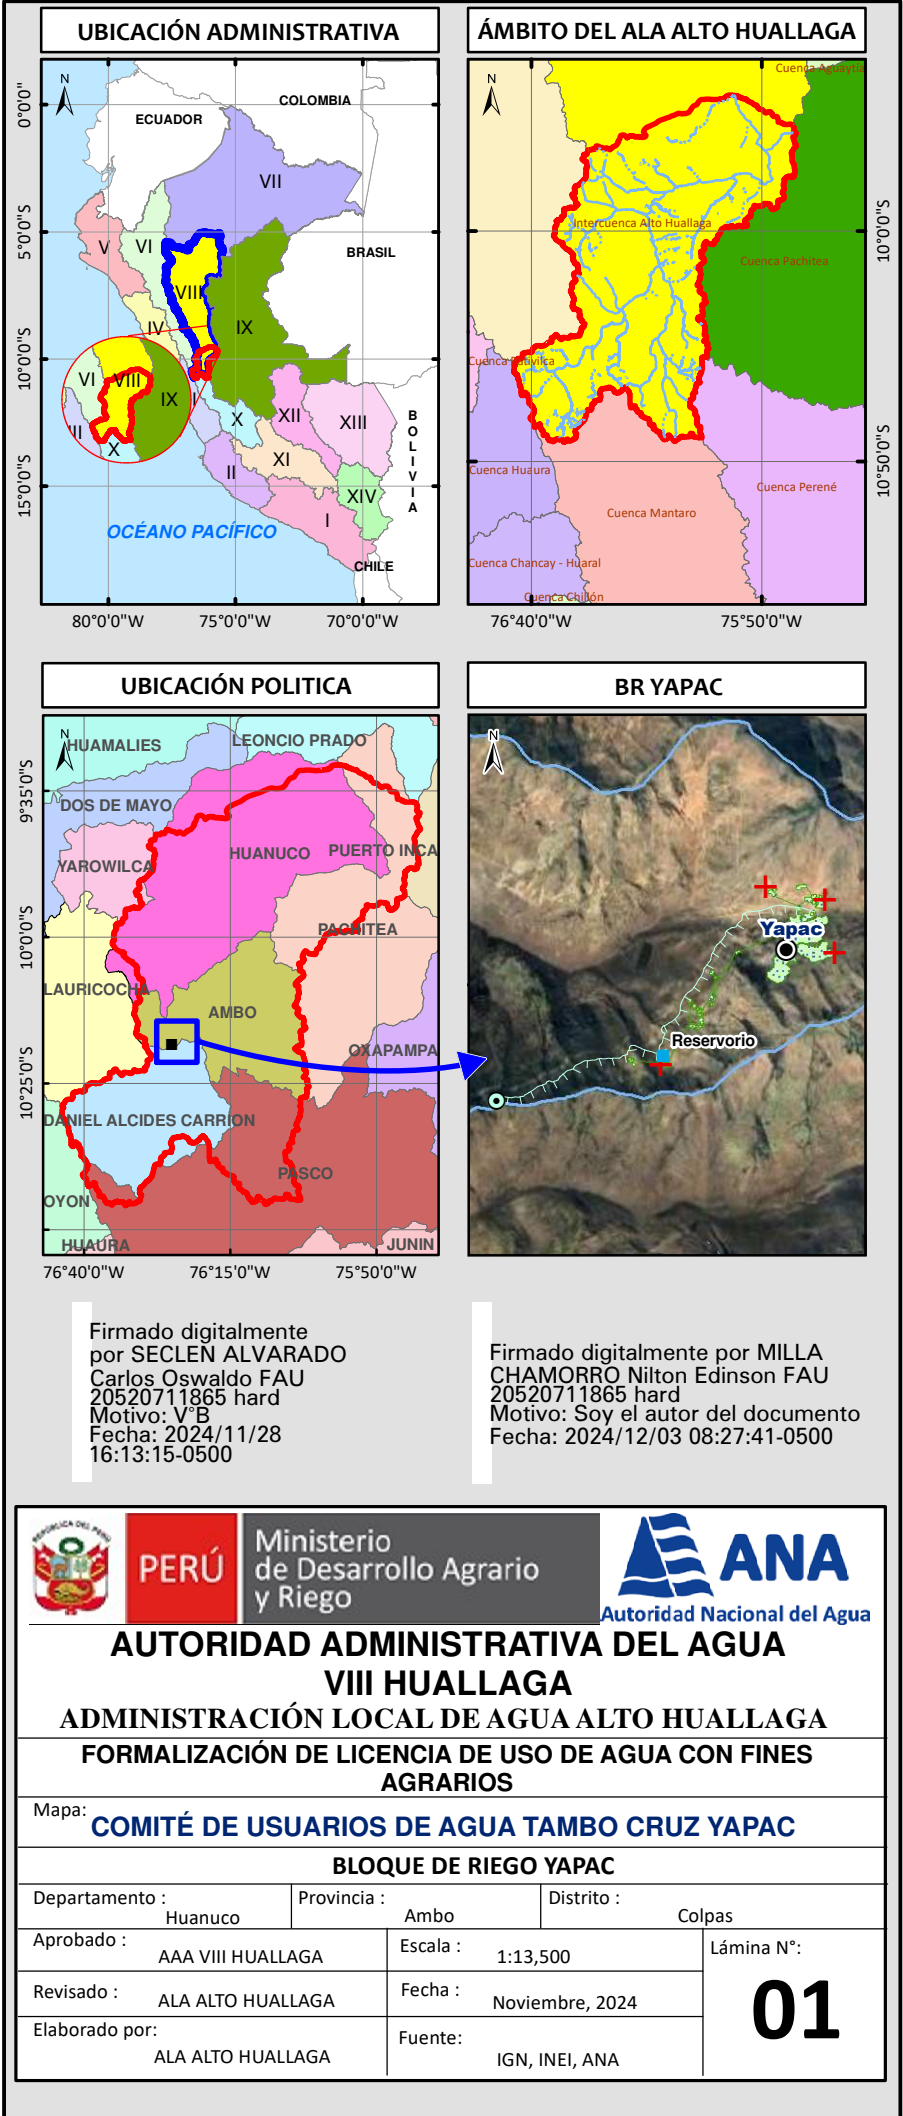 UBICACIÓN ADMINISTRATIVA
N
COLOMBIA
ECUADOR
VII
V
VI
BRASIL
VIII
IV
IX
VI
VIII
IX
III
X
I
X
XII
XIII
XI
II
XIV
I
BOLIVIA
OCÉANO PACÍFICO
CHILE
0°0'0"
5°0'0"S
10°0'0"S
15°0'0"S
80°0'0"W
75°0'0"W
70°0'0"W
ÁMBITO DEL ALA ALTO HUALLAGA
N
Cuenca Aguaytía
Intercuenca Alto Huallaga
Cuenca Pachitea
Cuenca Pativilca
Cuenca Huaura
Cuenca Perené
Cuenca Mantaro
Cuenca Chancay - Huaral
Cuenca Chillón
10°0'0"S
10°50'0"S
76°40'0"W
75°50'0"W
UBICACIÓN POLITICA
N
HUAMALIES
LEONCIO PRADO
DOS DE MAYO
YAROWILCA
HUANUCO
PUERTO INCA
PACHITEA
LAURICOCHA
AMBO
OXAPAMPA
DANIEL ALCIDES CARRION
PASCO
OYON
HUAURA
JUNIN
9°35'0"S
10°0'0"S
10°25'0"S
76°40'0"W
76°15'0"W
75°50'0"W
BR YAPAC
N
Yapac
Reservorio
Firmado digitalmente
por SECLEN ALVARADO
Carlos Oswaldo FAU
20520711865 hard
Motivo: V°B
Fecha: 2024/11/28
16:13:15-0500
Firmado digitalmente por MILLA
CHAMORRO Nilton Edinson FAU
20520711865 hard
Motivo: Soy el autor del documento
Fecha: 2024/12/03 08:27:41-0500
REPÚBLICA DEL PERÚ
PERÚ
Ministerio
de Desarrollo Agrario
y Riego
ANA
Autoridad Nacional del Agua
AUTORIDAD ADMINISTRATIVA DEL AGUA
VIII HUALLAGA
ADMINISTRACIÓN LOCAL DE AGUA ALTO HUALLAGA
FORMALIZACIÓN DE LICENCIA DE USO DE AGUA CON FINES
AGRARIOS
Mapa:
COMITÉ DE USUARIOS DE AGUA TAMBO CRUZ YAPAC
BLOQUE DE RIEGO YAPAC
Departamento :
Huanuco
Provincia :
Ambo
Distrito :
Colpas
Aprobado :
AAA VIII HUALLAGA
Escala :
1:13,500
Lámina N°:
01
Revisado :
ALA ALTO HUALLAGA
Fecha :
Noviembre, 2024
Elaborado por:
ALA ALTO HUALLAGA
Fuente:
IGN, INEI, ANA